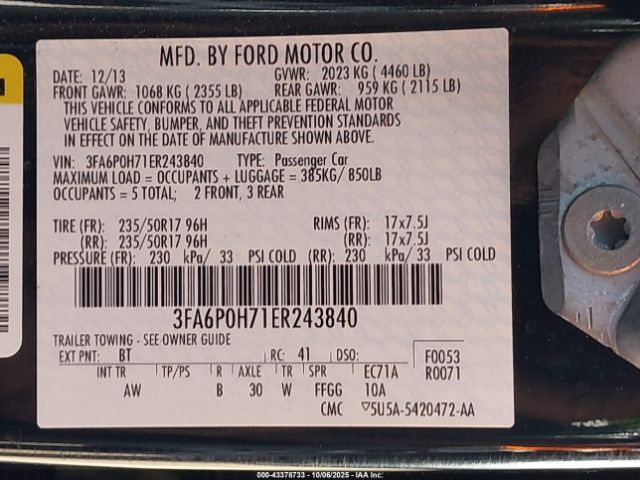 MFD. BY FORD MOTOR CO.
DATE: 12/13 GVWR: 2023 KG ( 4460 LB)
FRONT GAWR: 1068 KG ( 2355 LB) REAR GAWR: 959 KG ( 2115 LB)
THIS VEHICLE CONFORMS TO ALL APPLICABLE FEDERAL MOTOR
VEHICLE SAFETY, BUMPER, AND THEFT PREVENTION STANDARDS
IN EFFECT ON THE DATE OF MANUFACTURE SHOWN ABOVE.
VIN: 3FA6P0H71ER243840 TYPE: Passenger Car
MAXIMUM LOAD = OCCUPANTS + LUGGAGE = 385KG/ 850LB
OCCUPANTS = 5 TOTAL; 2 FRONT, 3 REAR
TIRE (FR): 235/50R17 96H RIMS (FR): 17x7.5J
(RR): 235/50R17 96H (RR): 17x7.5J
PRESSURE (FR): 230 kPa/ 33 PSI COLD (RR): 230 kPa/ 33 PSI COLD
3FA6P0H71ER243840
TRAILER TOWING - SEE OWNER GUIDE
EXT PNT: BT RC: 41 DSO: F0053
INT TR TP/PS R AXLE TR SPR EC71A R0071
AW B 30 W FFGG 10A
CMC ▽5U5A-5420472-AA
000-43378733 - 10/06/2025 - IAAI.CA